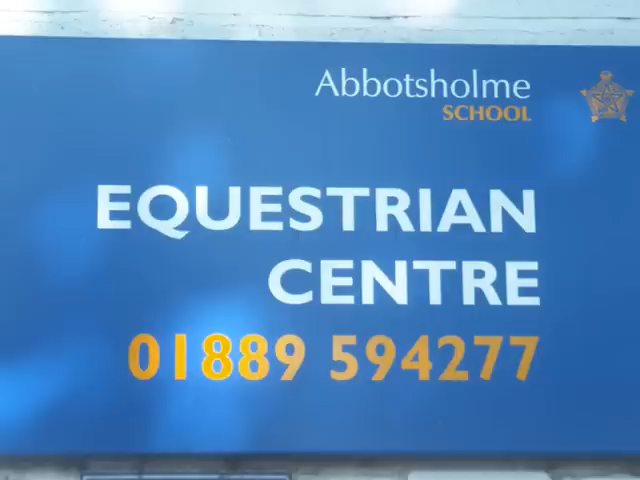 Abbotsholme
SCHOOL
EQUESTRIAN
CENTRE
01889 594277